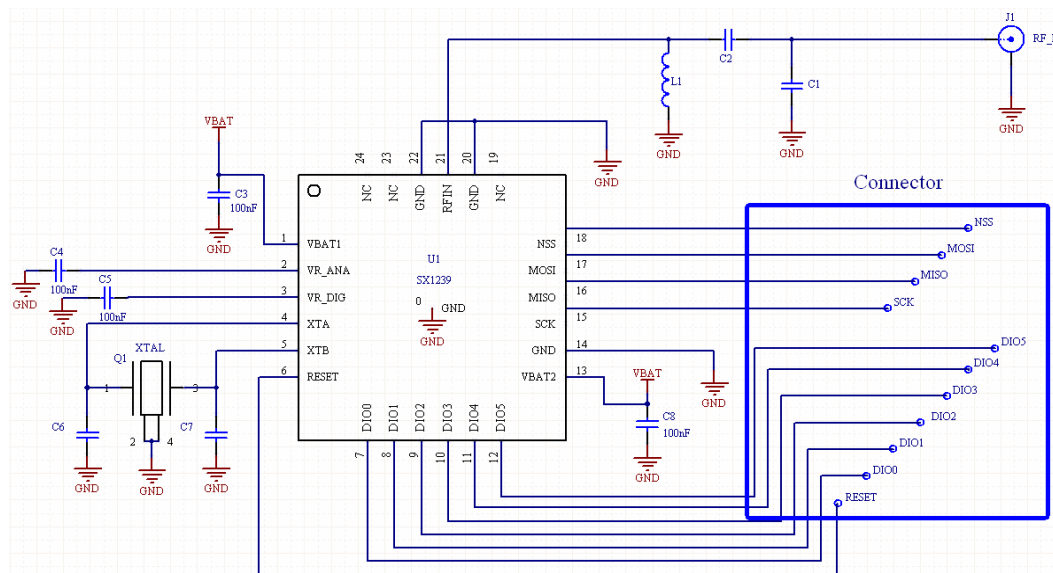 J1
RF_I
C2
L1
C1
GND
GND
GND
VBAT
24
23
22
21
20
19
GND
C3
100nF
GND
NC
NC
GND
RFIN
GND
NC
Connector
1
VBAT1
NSS
18
NSS
C4
100nF
GND
2
VR_ANA
U1
SX1239
MOSI
17
MOSI
C5
100nF
GND
3
VR_DIG
0
GND
GND
MISO
16
MISO
4
XTA
SCK
15
SCK
XTAL
Q1
1
3
2
4
5
XTB
GND
14
GND
6
RESET
VBAT2
13
VBAT
C8
100nF
GND
C6
GND
GND
C7
GND
DIO0
DIO1
DIO2
DIO3
DIO4
DIO5
7
8
9
10
11
12
DIO5
DIO4
DIO3
DIO2
DIO1
DIO0
RESET